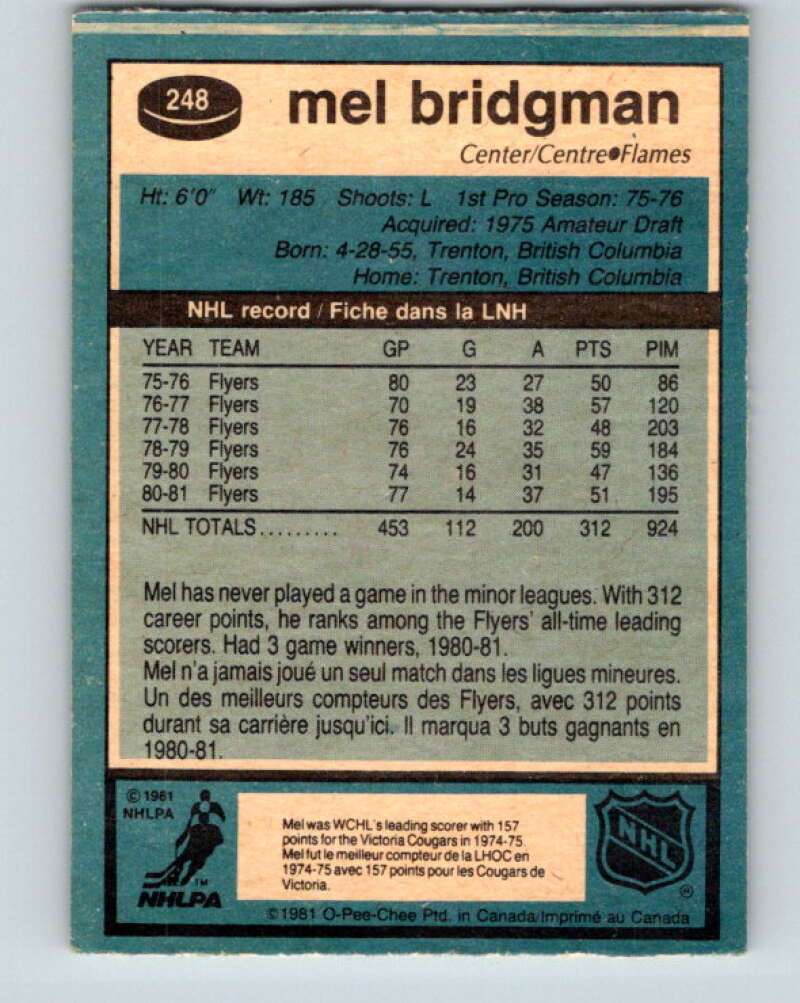 248
mel bridgman
Center/Centre●Flames
Ht: 6'0" Wt: 185 Shoots: L 1st Pro Season: 75-76
Acquired: 1975 Amateur Draft
Born: 4-28-55, Trenton, British Columbia
Home: Trenton, British Columbia
NHL record / Fiche dans la LNH
YEAR TEAM GP G A PTS PIM
75-76 Flyers 80 23 27 50 86
76-77 Flyers 70 19 38 57 120
77-78 Flyers 76 16 32 48 203
78-79 Flyers 76 24 35 59 184
79-80 Flyers 74 16 31 47 136
80-81 Flyers 77 14 37 51 195
NHL TOTALS......... 453 112 200 312 924
Mel has never played a game in the minor leagues. With 312
career points, he ranks among the Flyers' all-time leading
scorers. Had 3 game winners, 1980-81.
Mel n'a jamais joué un seul match dans les ligues mineures.
Un des meilleurs compteurs des Flyers, avec 312 points
durant sa carrière jusqu'ici. Il marqua 3 buts gagnants en
1980-81.
© 1981
NHLPA
TM
NHLPA
Mel was WCHL's leading scorer with 157
points for the Victoria Cougars in 1974-75.
Mel fut le meilleur compteur de la LHOC en
1974-75 avec 157 points pour les Cougars de
Victoria.
NHL
®
© 1981 O-Pee-Chee Ptd. in Canada/Imprimé au Canada